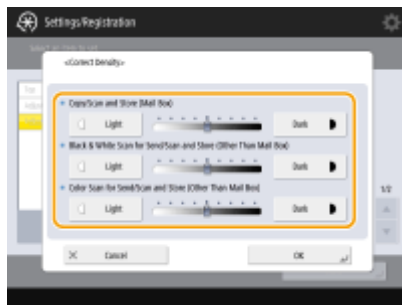 Settings/Registration
<Correct Density>
Copy/Scan and Store (Mail Box)
Light
Dark
Black & White Scan for Send/Scan and Store (Other Than Mail Box)
Light
Dark
Color Scan for Send/Scan and Store (Other Than Mail Box)
Light
Dark
1/2
Cancel
OK